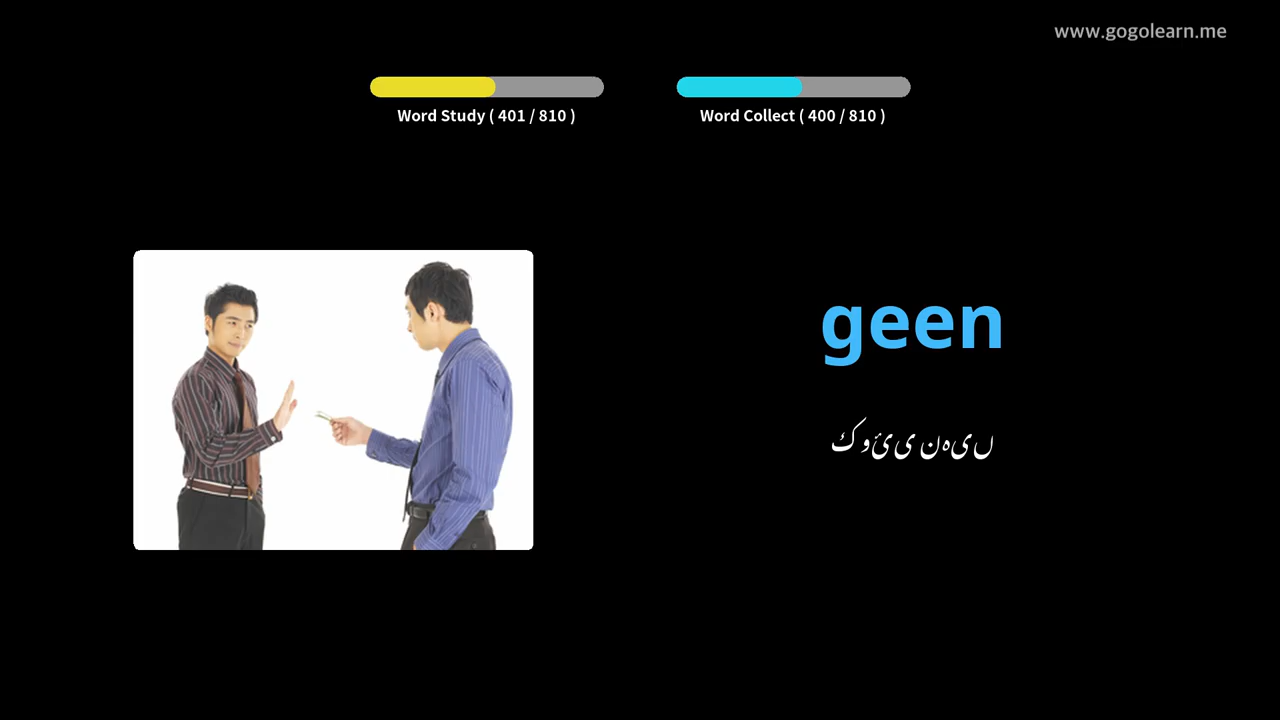 www.gogolearn.me
Word Study ( 401 / 810 )
Word Collect ( 400 / 810 )
geen
کوئی نہیں